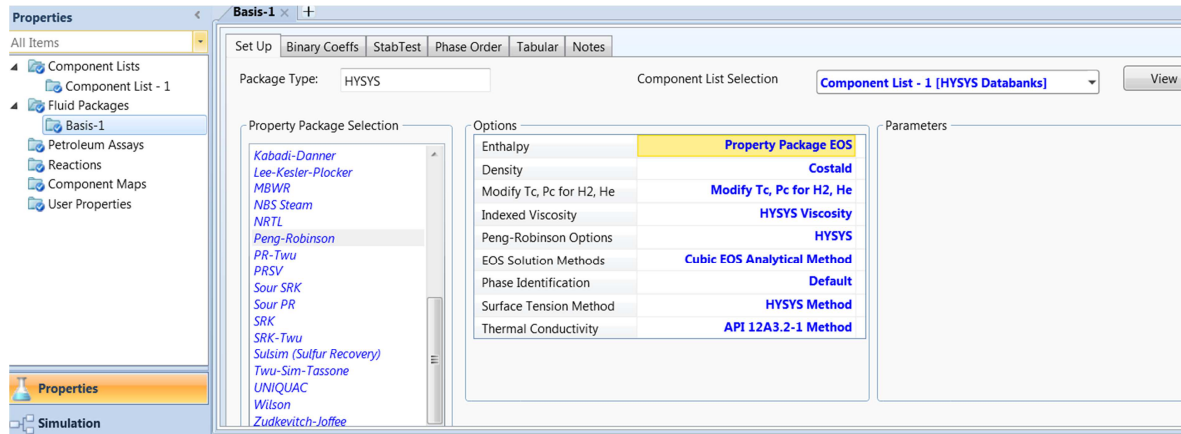 Properties <
Basis-1 × +
All Items
Component Lists
Component List - 1
Fluid Packages
Basis-1
Petroleum Assays
Reactions
Component Maps
User Properties
Properties
Simulation
Set Up Binary Coeffs StabTest Phase Order Tabular Notes
Package Type: HYSYS Component List Selection Component List - 1 [HYSYS Databanks] View
Property Package Selection
Kabadi-Danner
Lee-Kesler-Plocker
MBWR
NBS Steam
NRTL
Peng-Robinson
PR-Twu
PRSV
Sour SRK
Sour PR
SRK
SRK-Twu
Sulsim (Sulfur Recovery)
Twu-Sim-Tassone
UNIQUAC
Wilson
Zudkevitch-Joffee
Options
Enthalpy Property Package EOS
Density Costald
Modify Tc, Pc for H2, He Modify Tc, Pc for H2, He
Indexed Viscosity HYSYS Viscosity
Peng-Robinson Options HYSYS
EOS Solution Methods Cubic EOS Analytical Method
Phase Identification Default
Surface Tension Method HYSYS Method
Thermal Conductivity API 12A3.2-1 Method
Parameters